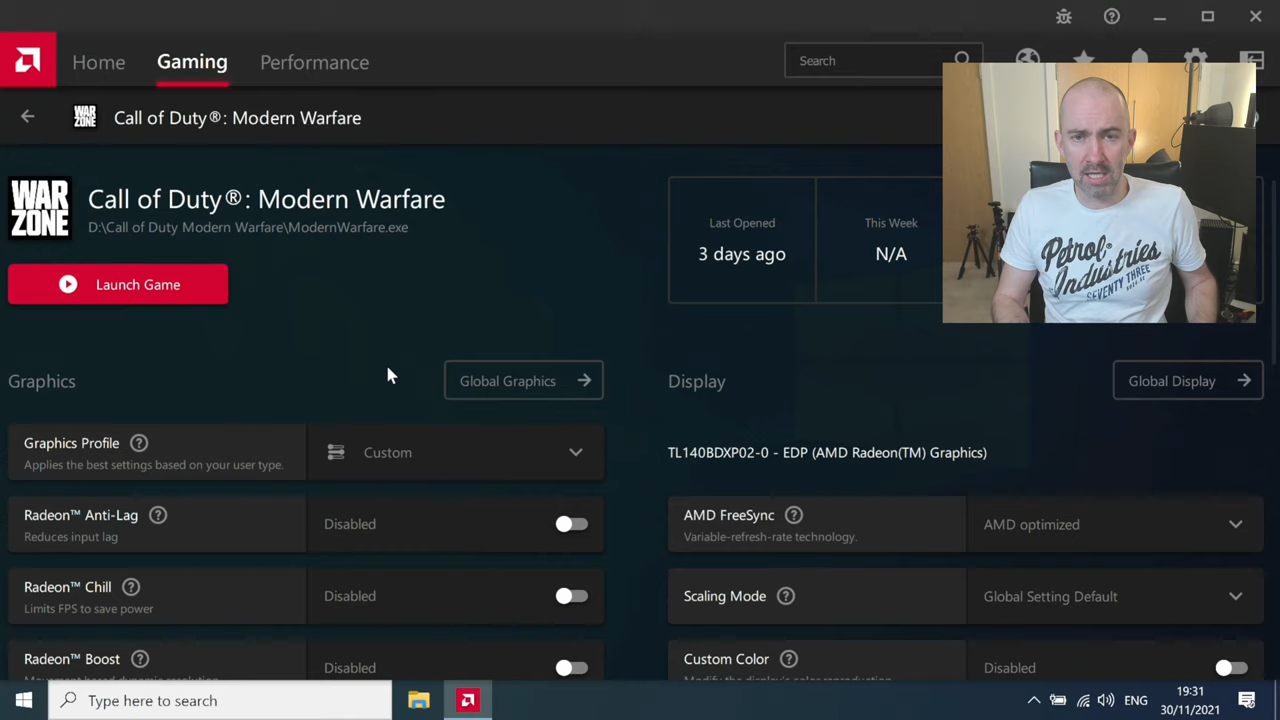 Home
Gaming
Performance
Search
WAR ZONE
Call of Duty®: Modern Warfare
WAR
ZONE
Call of Duty®: Modern Warfare
D:\Call of Duty Modern Warfare\ModernWarfare.exe
Launch Game
Last Opened
3 days ago
This Week
N/A
Petrol
Industries
SEVENTY THREE
Graphics
Global Graphics
Graphics Profile
Applies the best settings based on your user type.
Custom
Radeon™ Anti-Lag
Reduces input lag
Disabled
Radeon™ Chill
Limits FPS to save power
Disabled
Radeon™ Boost
Disabled
Display
Global Display
TL140BDXP02-0 - EDP (AMD Radeon(TM) Graphics)
AMD FreeSync
Variable-refresh-rate technology.
AMD optimized
Scaling Mode
Global Setting Default
Custom Color
Disabled
Type here to search
ENG
19:31
30/11/2021